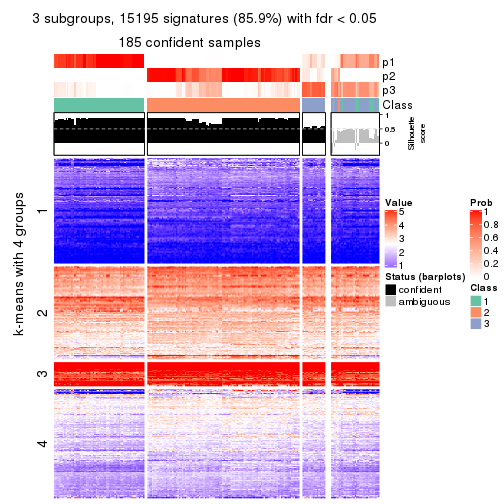 3 subgroups, 15195 signatures (85.9%) with fdr < 0.05
185 confident samples
p1
p2
p3
Class
1
0.5
0
Silhouette
score
k-means with 4 groups
1
2
3
4
Value
5
4
3
2
1
Status (barplots)
confident
ambiguous
Prob
1
0.8
0.6
0.4
0.2
0
Class
1
2
3